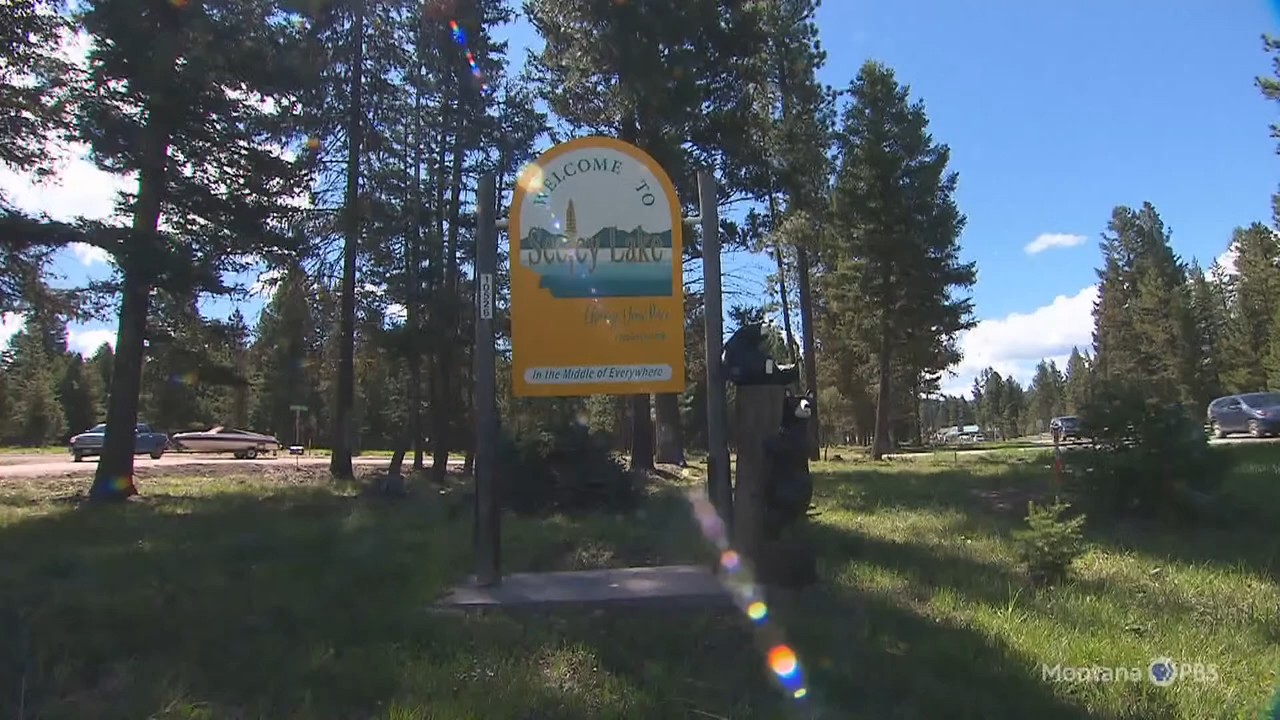 WELCOME TO
Seeley Lake
In the Middle of Everywhere
Montana PBS